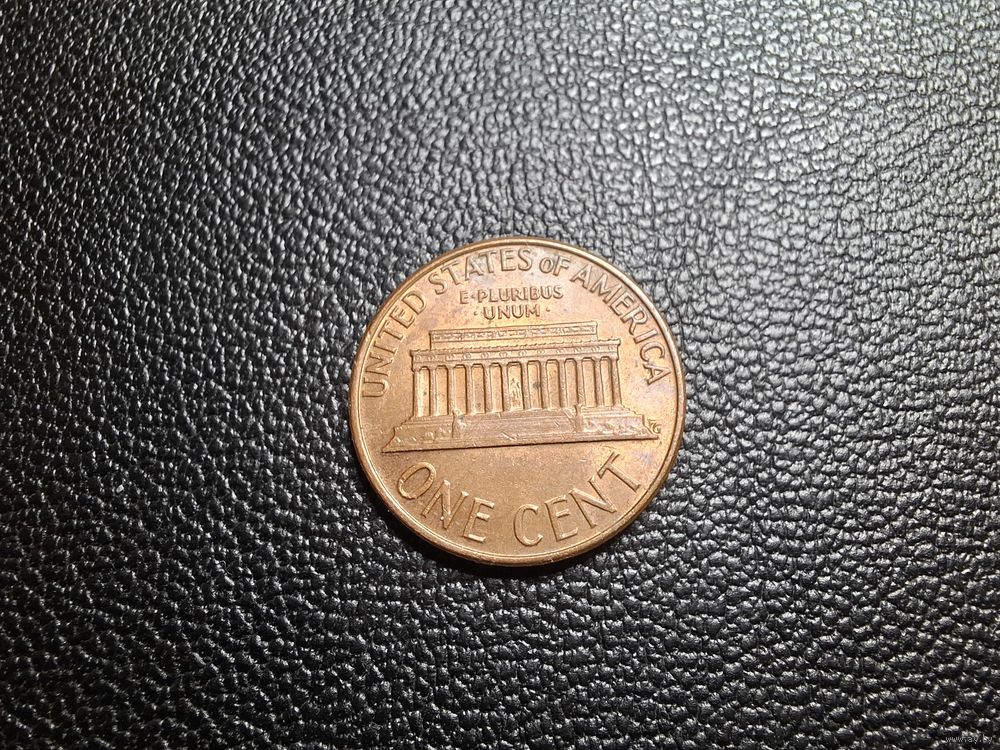 UNITED STATES oF AMERICA
E·PLURIBUS
·UNUM·
ONE CENT